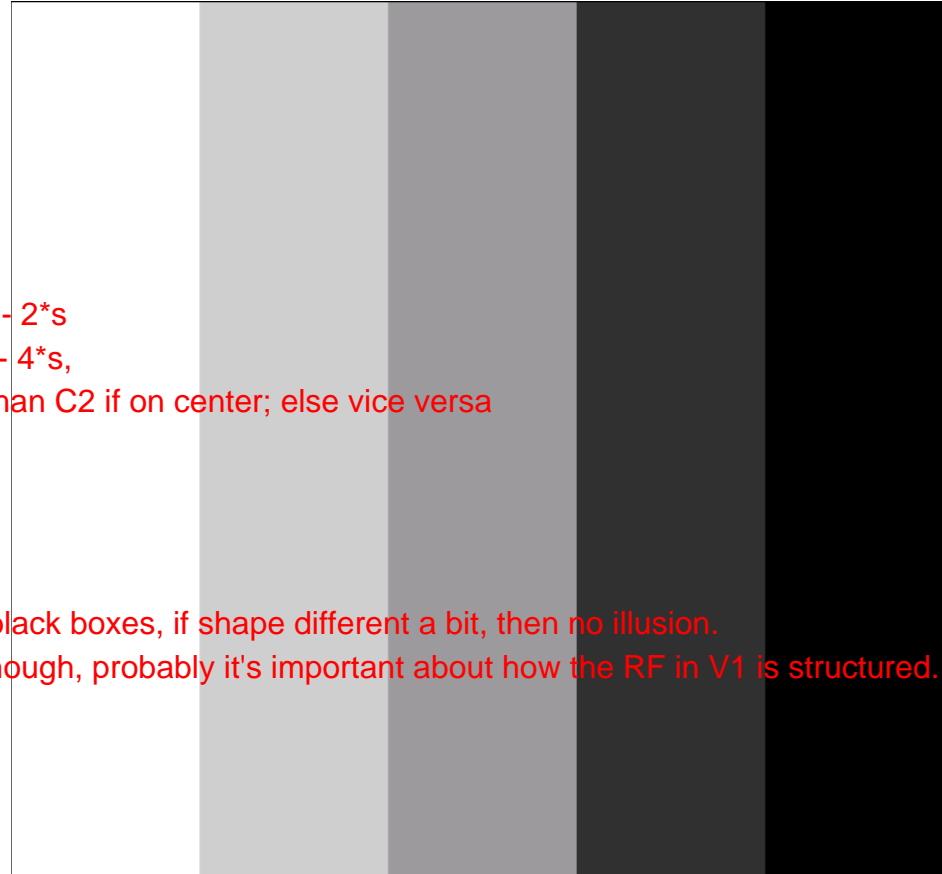 - 2*s
- 4*s,
han C2 if on center; else vice versa
black boxes, if shape different a bit, then no illusion.
nough, probably it's important about how the RF in V1 is structured.